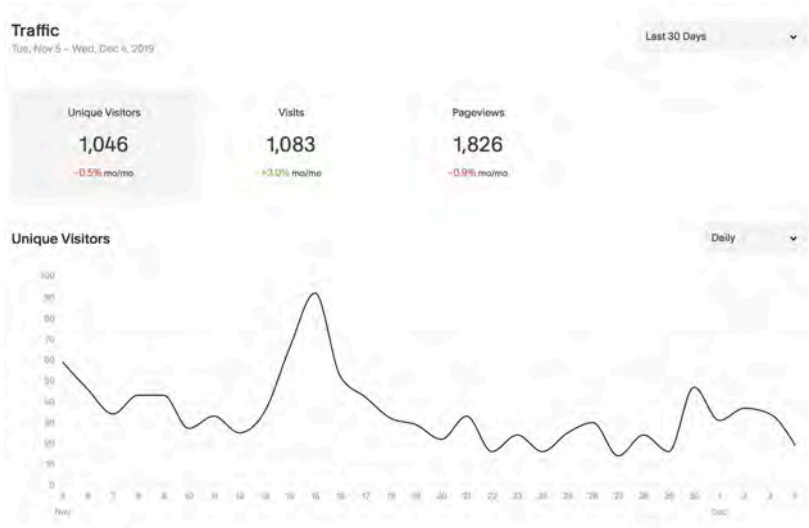 Traffic
Tue, Nov 5 – Wed, Dec 4, 2019
Last 30 Days
Unique Visitors Visits Pageviews
1,046 1,083 1,826
-0.5% mo/mo +3.0% mo/mo -0.9% mo/mo
Unique Visitors
Daily
100
90
80
70
60
50
40
30
20
10
0
5 6 7 8 9 10 11 12 13 14 15 16 17 18 19 20 21 22 23 24 25 26 27 28 29 30 1 2 3 4
Nov Dec